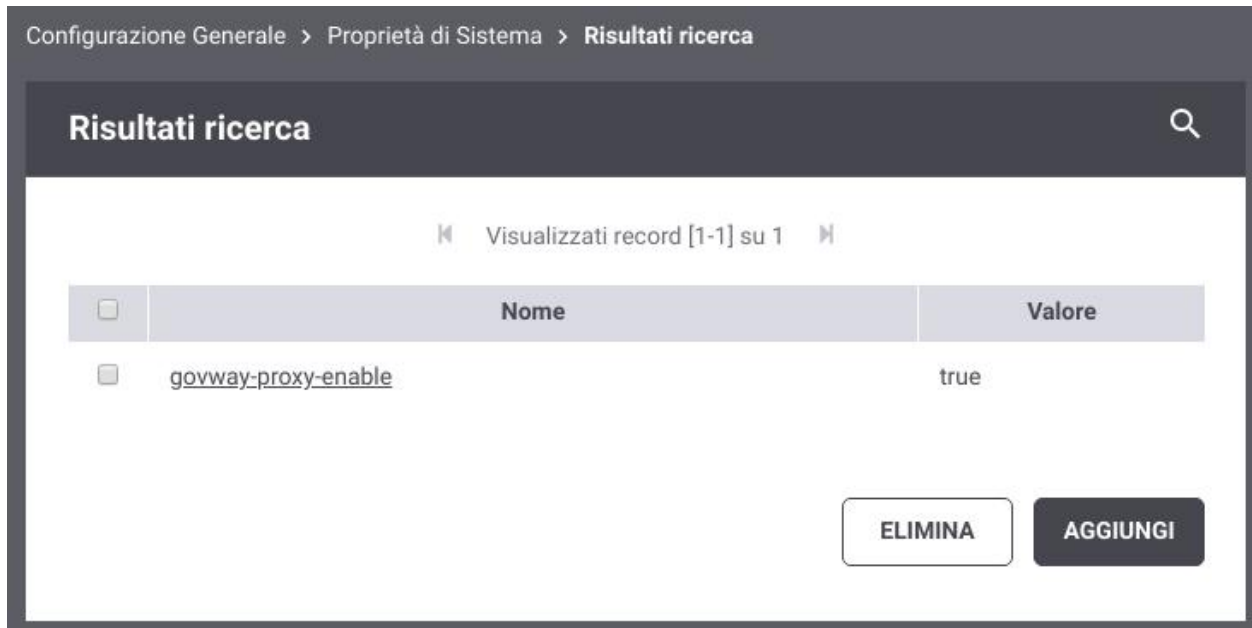 Configurazione Generale > Proprietà di Sistema > Risultati ricerca
Risultati ricerca
Visualizzati record [1-1] su 1
Nome Valore
govway-proxy-enable true
ELIMINA AGGIUNGI